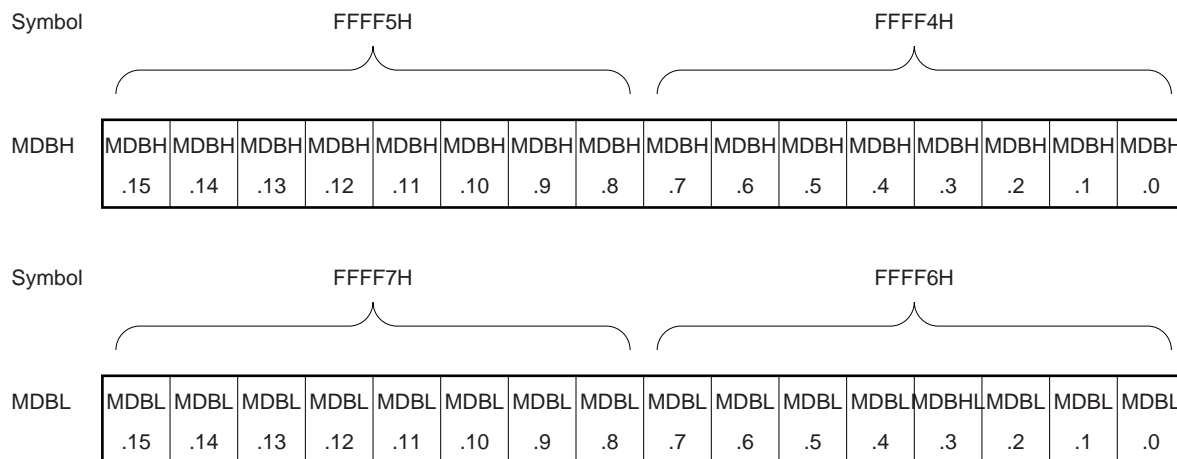 Symbol FFFF5H FFFF4H
MDBH MDBH MDBH MDBH MDBH MDBH MDBH MDBH MDBH MDBH MDBH MDBH MDBH MDBH MDBH MDBH MDBH
.15 .14 .13 .12 .11 .10 .9 .8 .7 .6 .5 .4 .3 .2 .1 .0
Symbol FFFF7H FFFF6H
MDBL MDBL MDBL MDBL MDBL MDBL MDBL MDBL MDBL MDBL MDBL MDBL MDBL MDBHL MDBL MDBL MDBL
.15 .14 .13 .12 .11 .10 .9 .8 .7 .6 .5 .4 .3 .2 .1 .0